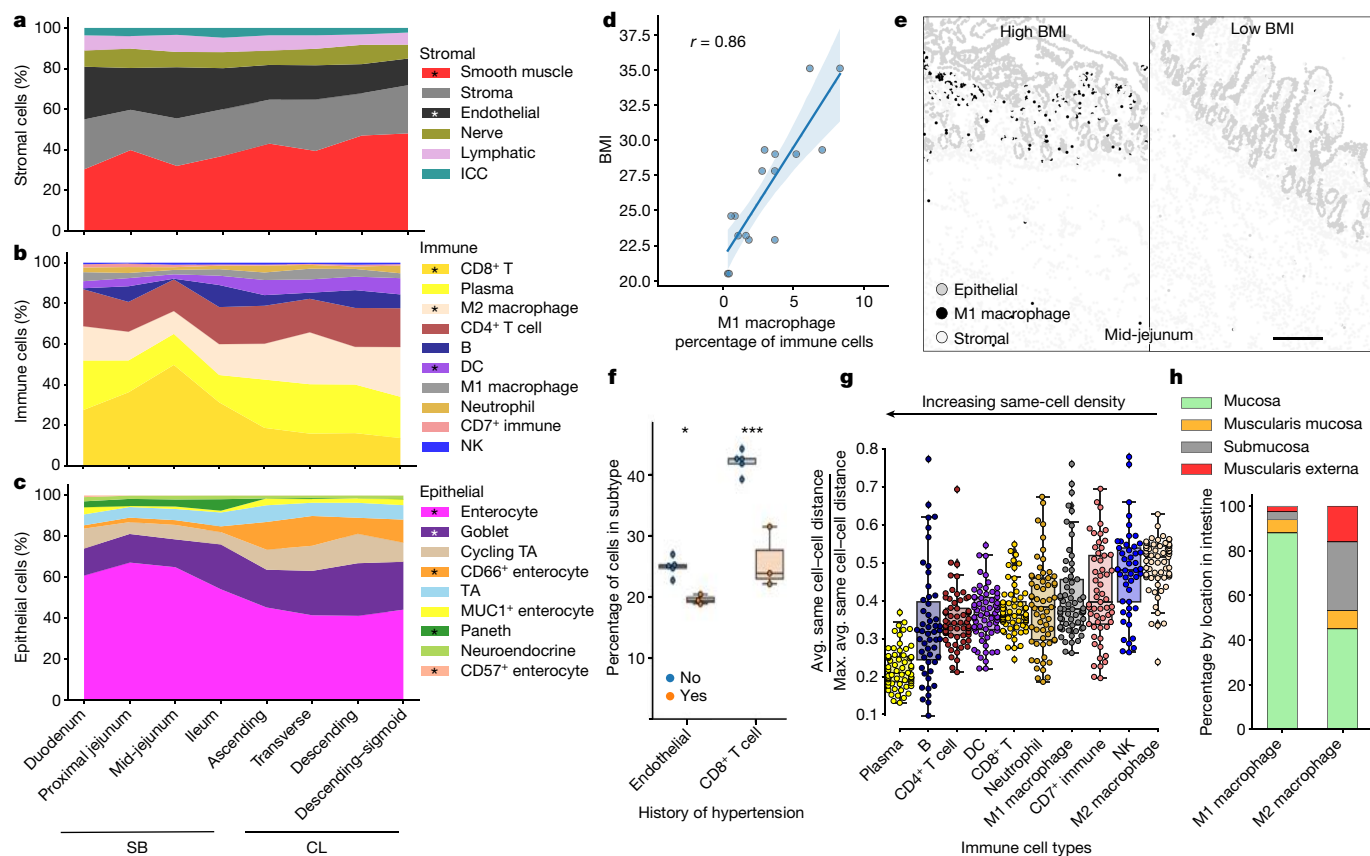 a
100
80
60
40
20
0
Stromal cells (%)
Stromal
* Smooth muscle
Stroma
* Endothelial
Nerve
Lymphatic
ICC
b
100
80
60
40
20
0
Immune cells (%)
Immune
* CD8+ T
Plasma
* M2 macrophage
CD4+ T cell
B
* DC
M1 macrophage
Neutrophil
CD7+ immune
NK
c
100
80
60
40
20
0
Epithelial cells (%)
Epithelial
* Enterocyte
* Goblet
Cycling TA
* CD66+ enterocyte
TA
MUC1+ enterocyte
* Paneth
Neuroendocrine
* CD57+ enterocyte
Duodenum
Proximal jejunum
Mid-jejunum
Ileum
Ascending
Transverse
Descending
Descending-sigmoid
SB
CL
d
r = 0.86
37.5
35.0
32.5
30.0
27.5
25.0
22.5
20.0
BMI
0
5
10
M1 macrophage
percentage of immune cells
e
High BMI
Low BMI
Epithelial
M1 macrophage
Stromal
Mid-jejunum
f
*
***
40
30
20
10
Percentage of cells in subtype
No
Yes
Endothelial
CD8+ T cell
History of hypertension
g
Increasing same-cell density
0.8
0.7
0.6
0.5
0.4
0.3
0.2
0.1
Avg. same cell–cell distance
Max. avg. same cell–cell distance
Plasma
B
CD4+ T cell
DC
CD8+ T
Neutrophil
M1 macrophage
CD7+ immune
NK
M2 macrophage
Immune cell types
h
Mucosa
Muscularis mucosa
Submucosa
Muscularis externa
100
80
60
40
20
0
Percentage by location in intestine
M1 macrophage
M2 macrophage